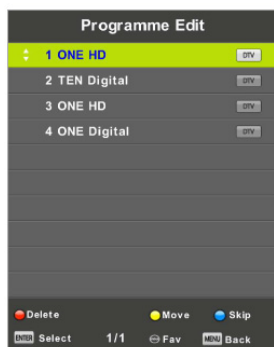 Programme Edit
1 ONE HD DTV
2 TEN Digital DTV
3 ONE HD DTV
4 ONE Digital DTV
Delete Move Skip
ENTER Select 1/1 Fav MENU Back